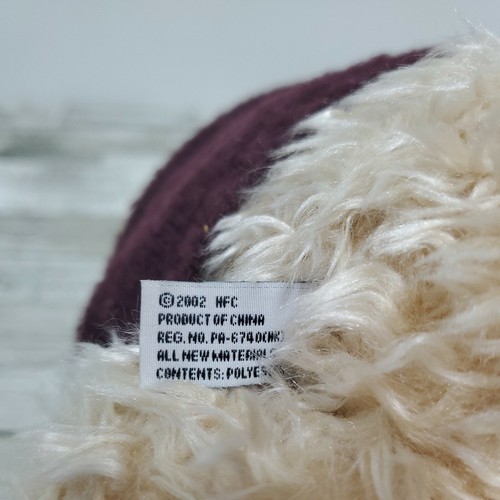 ©2002 HFC
PRODUCT OF CHINA
REG. NO. PA-6740(HK)
ALL NEW MATERIALS
CONTENTS: POLYES